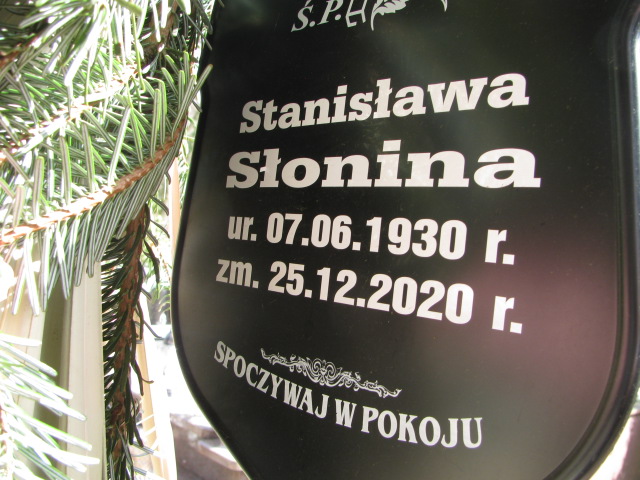 Ś.P.
Stanisława
Słonina
ur. 07.06.1930 r.
zm. 25.12.2020 r.
SPOCZYWAJ W POKOJU